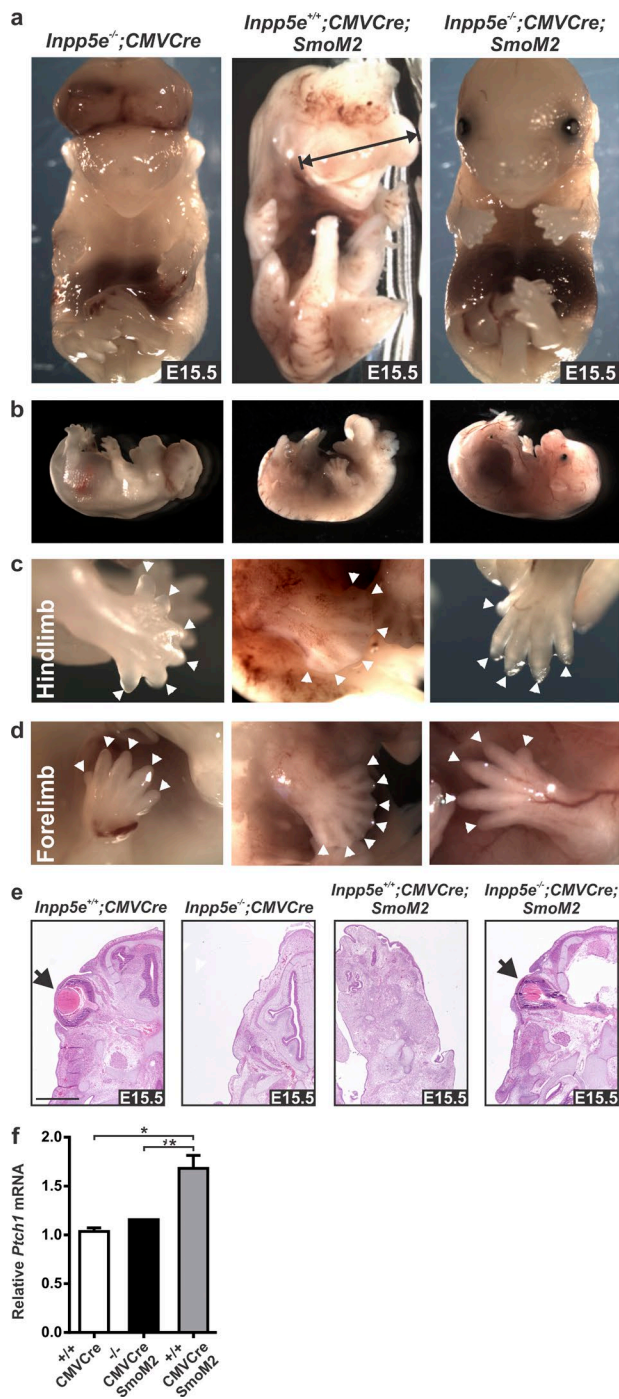 a
Inpp5e-/-;CMVCre
Inpp5e+/+;CMVCre;
SmoM2
Inpp5e-/-;CMVCre;
SmoM2
E15.5
E15.5
E15.5
b
c
Hindlimb
d
Forelimb
e
Inpp5e+/+;CMVCre
Inpp5e-/-;CMVCre
Inpp5e+/+;CMVCre;
SmoM2
Inpp5e-/-;CMVCre;
SmoM2
E15.5
E15.5
E15.5
E15.5
f
Relative Ptch1 mRNA
2.0
1.5
1.0
0.5
0.0
*
**
+/+
CMVCre
-/-
CMVCre
SmoM2
+/+
CMVCre
SmoM2